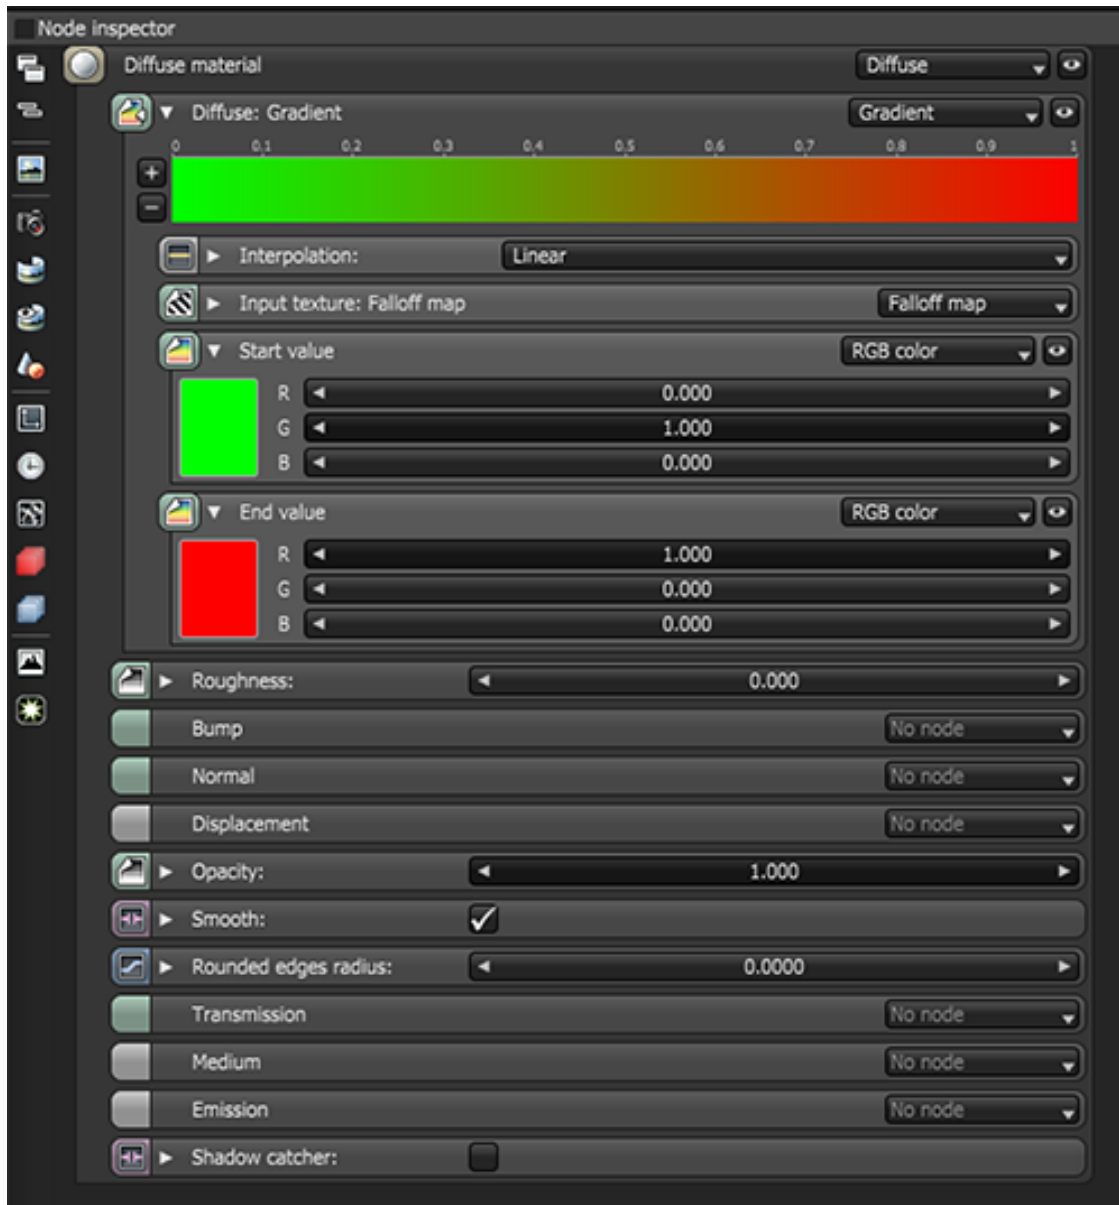 Node inspector
Diffuse material Diffuse
Diffuse: Gradient Gradient
0 0,1 0,2 0,3 0,4 0,5 0,6 0,7 0,8 0,9 1
Interpolation: Linear
Input texture: Falloff map Falloff map
Start value RGB color
R 0.000
G 1.000
B 0.000
End value RGB color
R 1.000
G 0.000
B 0.000
Roughness: 0.000
Bump No node
Normal No node
Displacement No node
Opacity: 1.000
Smooth:
Rounded edges radius: 0.0000
Transmission No node
Medium No node
Emission No node
Shadow catcher: